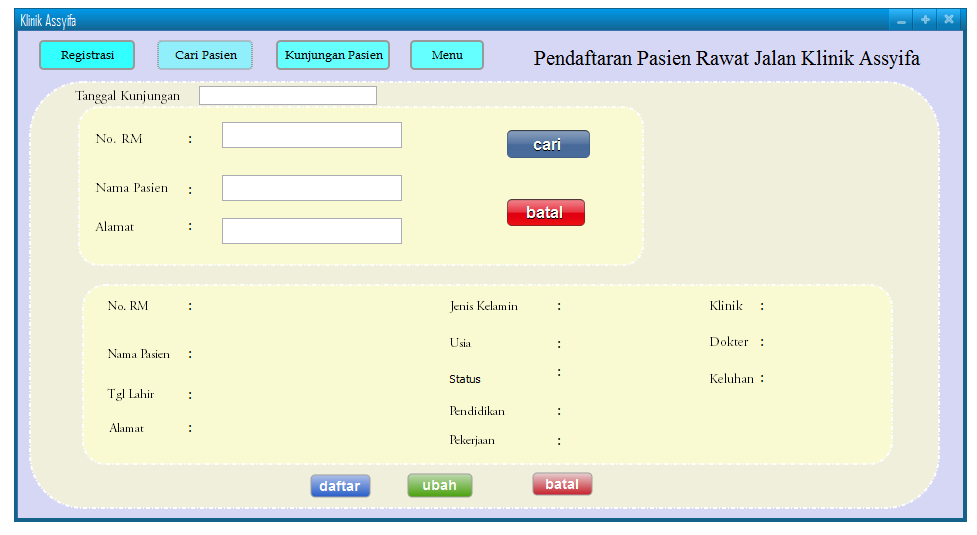 Klinik Assyifa
Registrasi Cari Pasien Kunjungan Pasien Menu Pendaftaran Pasien Rawat Jalan Klinik Assyifa
Tanggal Kunjungan
No. RM :
cari
Nama Pasien :
batal
Alamat :
No. RM : Jenis Kelamin : Klinik :
Usia : Dokter :
Nama Pasien :
Status : Keluhan :
Tgl Lahir :
Pendidikan :
Alamat :
Pekerjaan :
daftar ubah batal